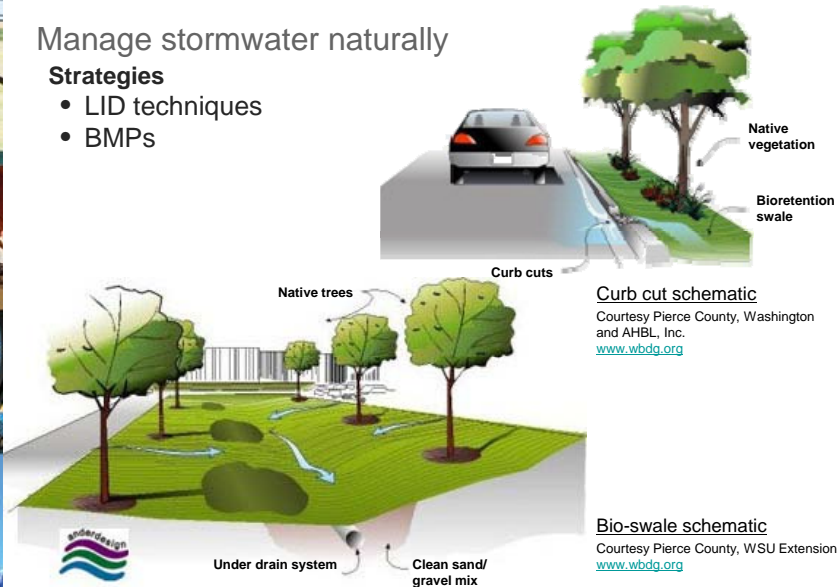 Manage stormwater naturally
Strategies
• LID techniques
• BMPs
Native
vegetation
Bioretention
swale
Curb cuts
Native trees
Curb cut schematic
Courtesy Pierce County, Washington
and AHBL, Inc.
www.wbdg.org
anderdesign
Under drain system
Clean sand/
gravel mix
Bio-swale schematic
Courtesy Pierce County, WSU Extension
www.wbdg.org